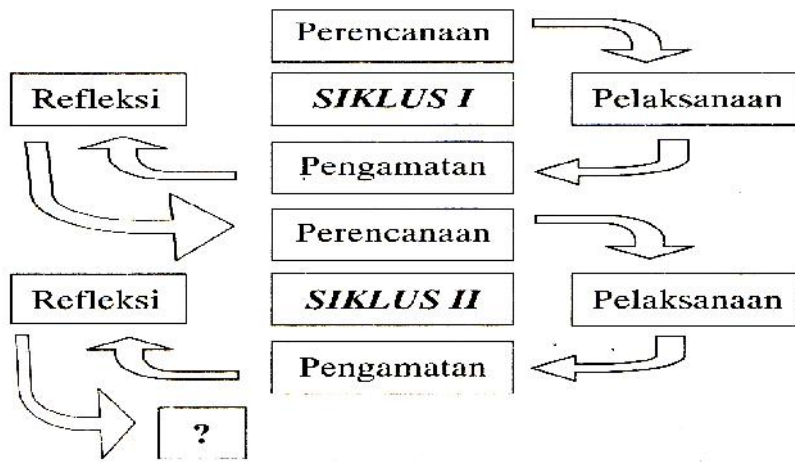 Perencanaan
Refleksi
SIKLUS I
Pelaksanaan
Pengamatan
Perencanaan
Refleksi
SIKLUS II
Pelaksanaan
Pengamatan
?